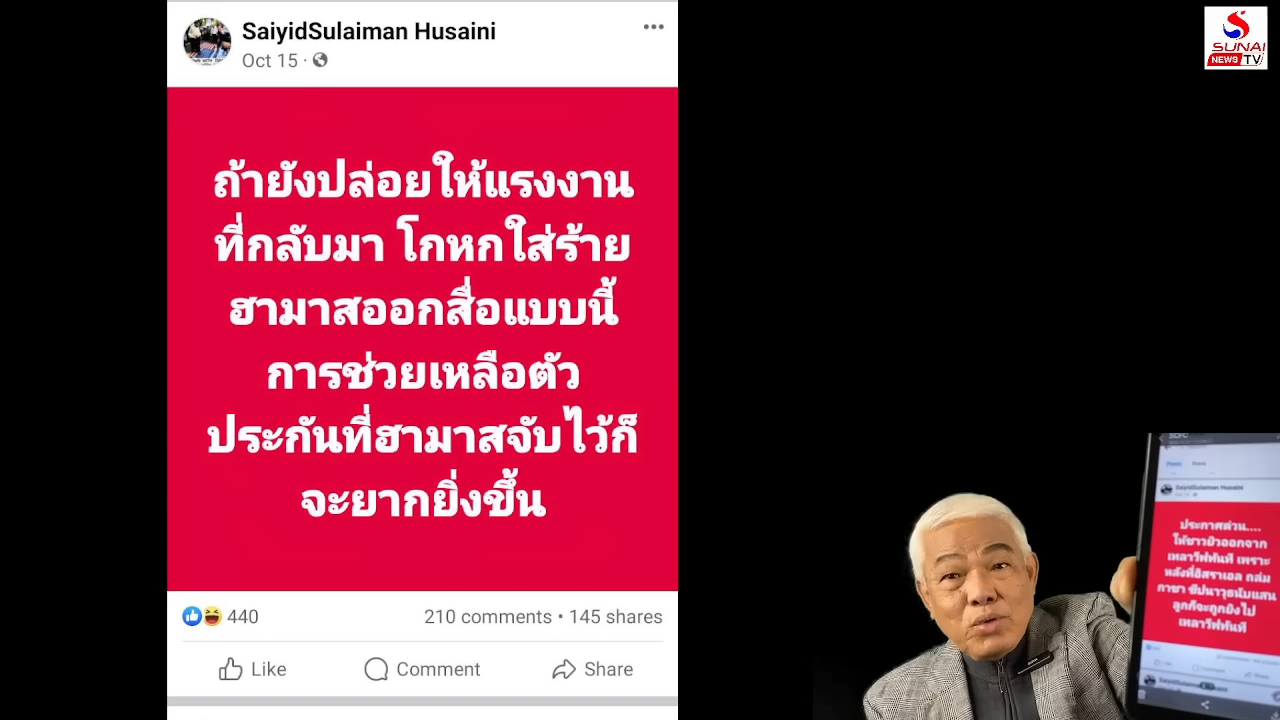 SaiyidSulaiman Husaini
Oct 15 ·
ถ้ายังปล่อยให้แรงงาน
ที่กลับมา โกหกใส่ร้าย
ฮามาสออกสื่อแบบนี้
การช่วยเหลือตัว
ประกันที่ฮามาสจับไว้ก็
จะยากยิ่งขึ้น
440
210 comments • 145 shares
Like
Comment
Share
SUNAI
NEWS TV
SaiyidSulaiman Husaini
ประกาศด่วน....
ให้ชาวยิวออกจาก
เทลาวีฟทันที เพราะ
หลังที่อิสราเอล ถล่ม
กาซา ขีปนาวุธนับแสน
ลูกก็จะถูกยิงไป
เทลาวีฟทันที
SaiyidSulaiman Husaini